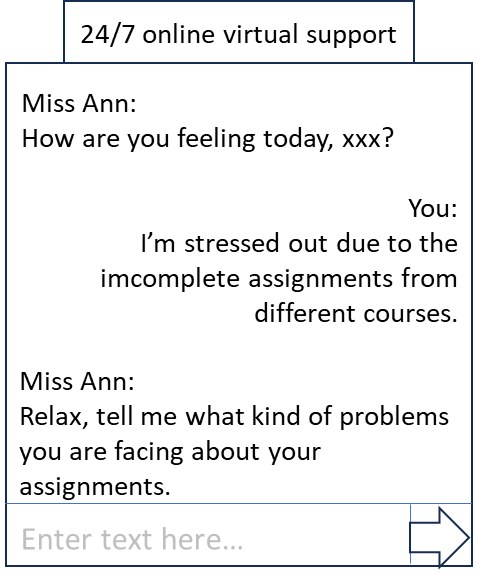 24/7 online virtual support
Miss Ann:
How are you feeling today, xxx?
You:
I’m stressed out due to the
imcomplete assignments from
different courses.
Miss Ann:
Relax, tell me what kind of problems
you are facing about your
assignments.
Enter text here...